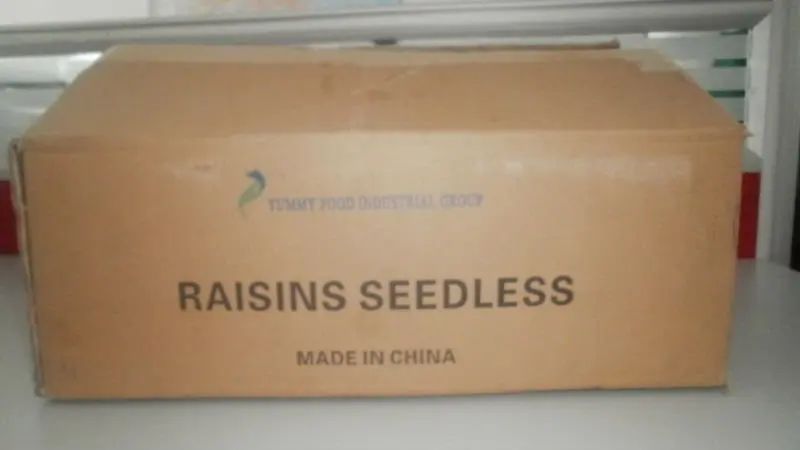 YUMMY FOOD INDUSTRIAL GROUP
RAISINS SEEDLESS
MADE IN CHINA